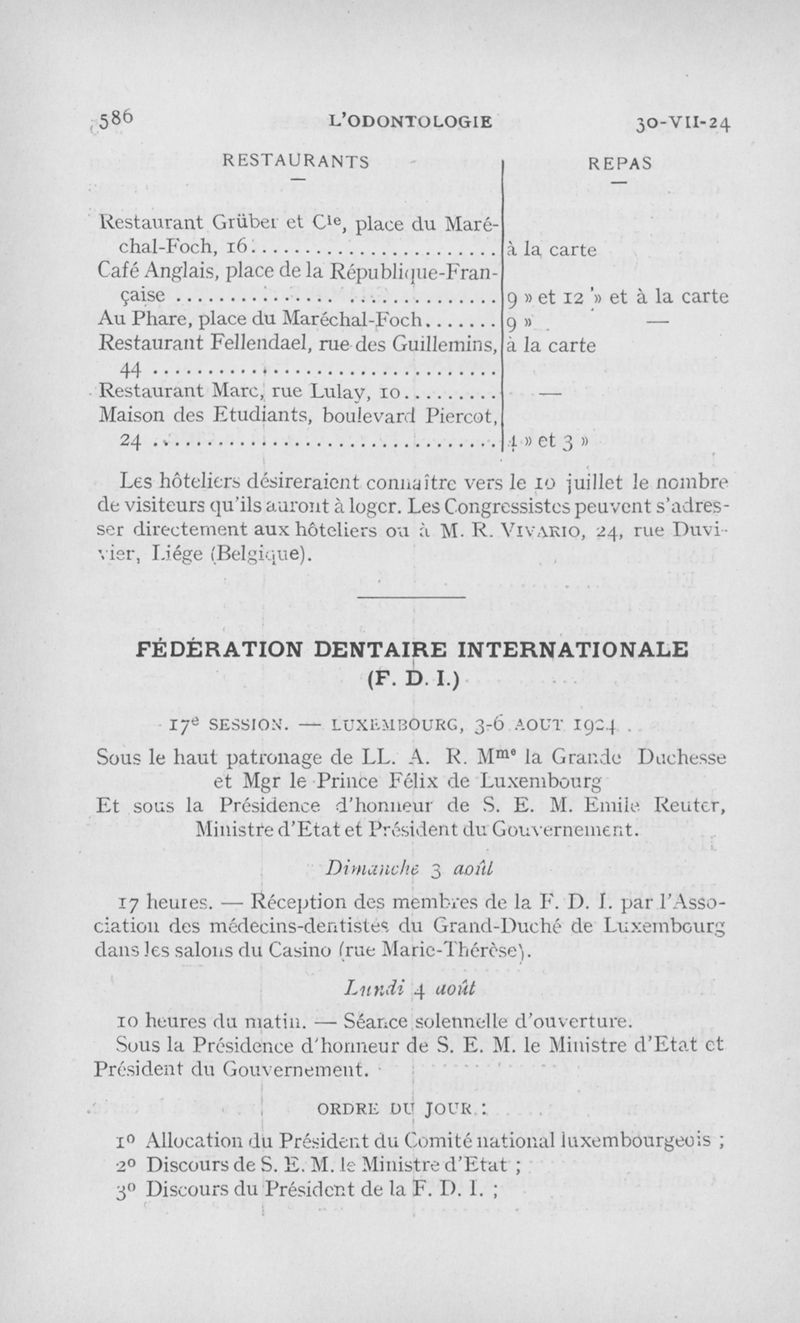 586 L'ODONTOLOGIE 30-VII-24
RESTAURANTS REPAS
Restaurant Grüber et Cie, place du Maré-
chal-Foch, 16. ........................ à la carte
Café Anglais, place de la République-Fran-
çaise ............................ 9 » et 12 » et à la carte
Au Phare, place du Maréchal-Foch....... 9 » —
Restaurant Fellendael, rue des Guillemins, à la carte
44 ................................
Restaurant Marc, rue Lulay, 10......... —
Maison des Etudiants, boulevard Piercot,
24 ................................ 4 » et 3 »
Les hôteliers désireraient connaître vers le 10 juillet le nombre
de visiteurs qu'ils auront à loger. Les Congressistes peuvent s'adres-
ser directement aux hôteliers ou à M. R. VIVARIO, 24, rue Duvi-
vier, Liége (Belgique).
FÉDÉRATION DENTAIRE INTERNATIONALE
(F. D. I.)
17e SESSION. — LUXEMBOURG, 3-6 AOUT 1924
Sous le haut patronage de LL. A. R. Mme la Grande Duchesse
et Mgr le Prince Félix de Luxembourg
Et sous la Présidence d'honneur de S. E. M. Emile Reuter,
Ministre d'Etat et Président du Gouvernement.
Dimanche 3 août
17 heures. — Réception des membres de la F. D. I. par l'Asso-
ciation des médecins-dentistes du Grand-Duché de Luxembourg
dans les salons du Casino (rue Marie-Thérèse).
Lundi 4 août
10 heures du matin. — Séance solennelle d'ouverture.
Sous la Présidence d'honneur de S. E. M. le Ministre d'Etat et
Président du Gouvernement.
ORDRE DU JOUR :
1º Allocation du Président du Comité national luxembourgeois ;
2º Discours de S. E. M. le Ministre d'Etat ;
3º Discours du Président de la F. D. I. ;